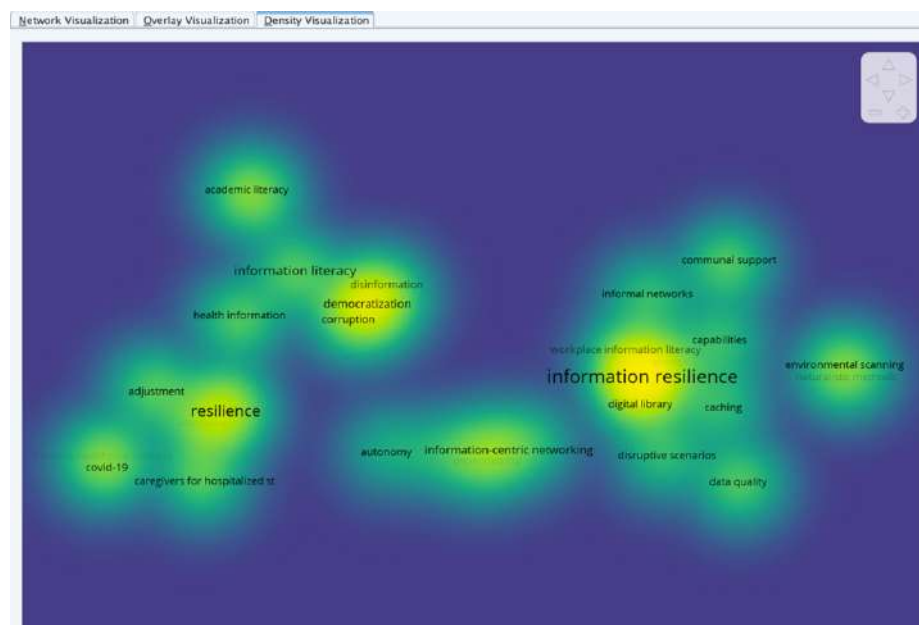 Network Visualization Overlay Visualization Density Visualization
academic literacy
communal support
information literacy
disinformation
informal networks
democratization
health information
corruption
capabilities
workplace information literacy
environmental scanning
information resilience
adjustment
resilience
digital library
caching
autonomy
information-centric networking
disruptive scenarios
covid-19
caregivers for hospitalized st
data quality